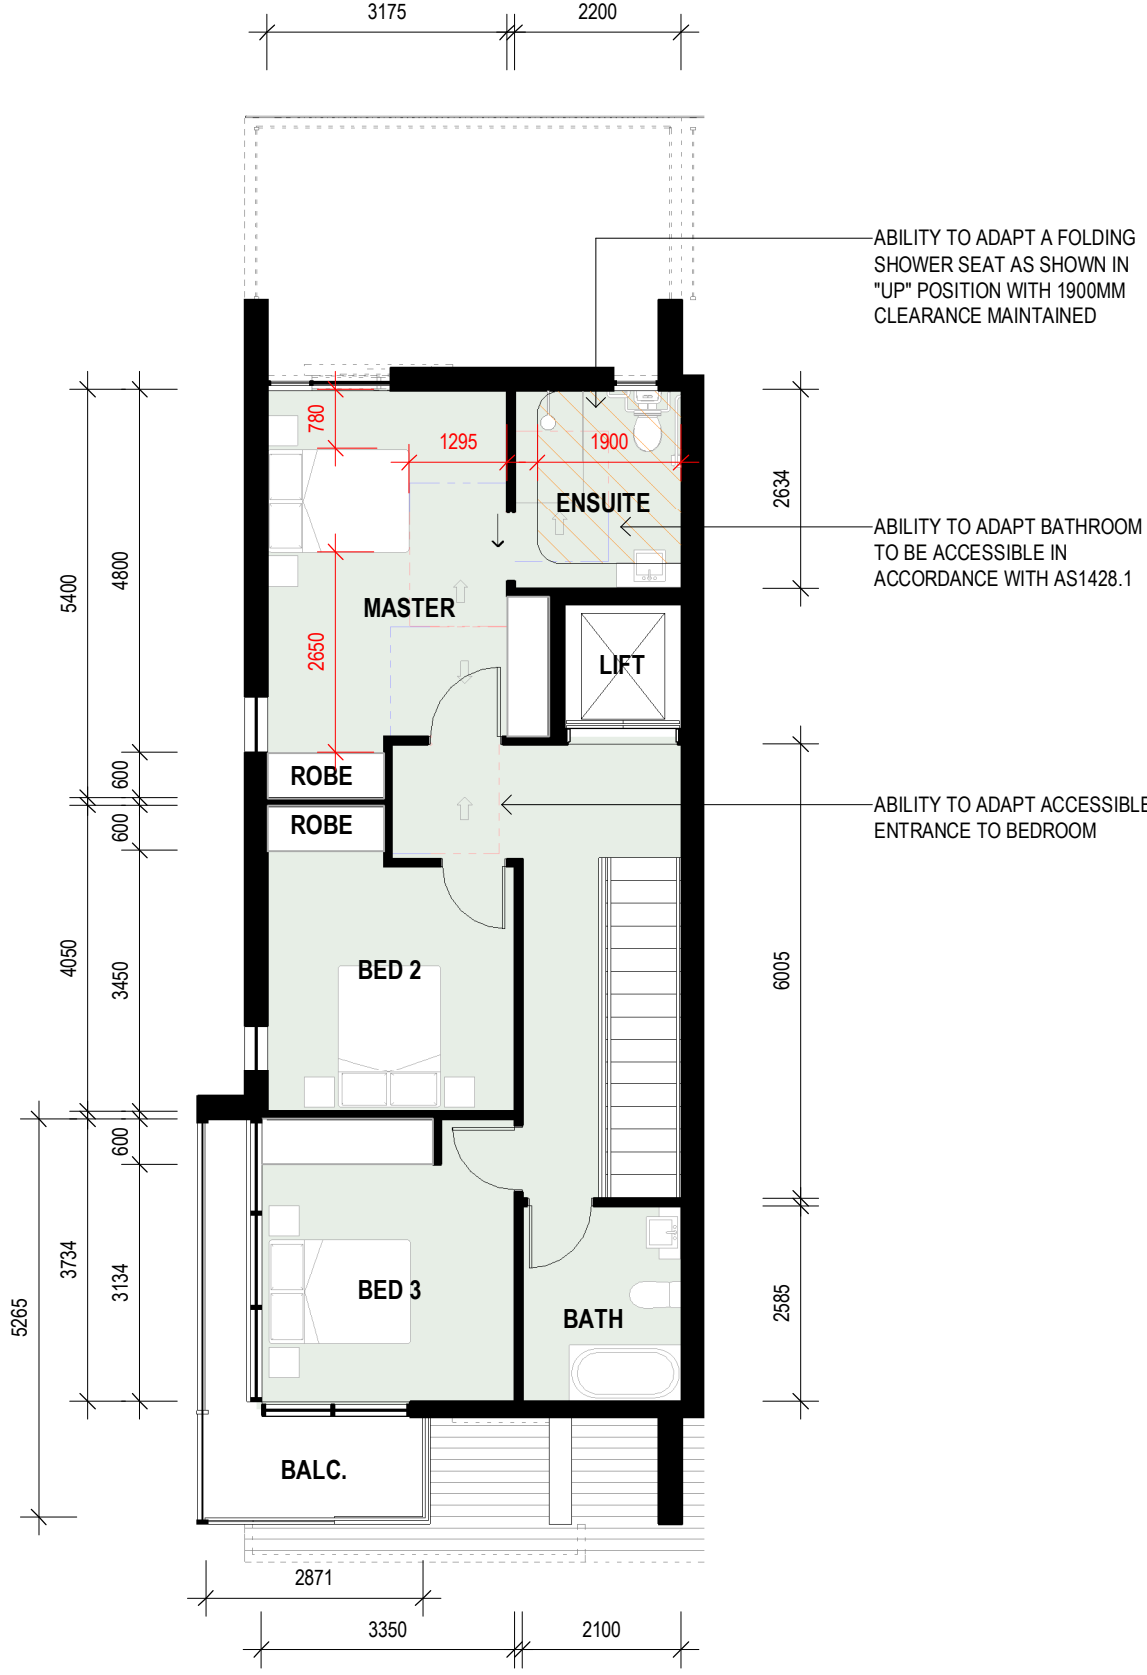 3175
2200
ABILITY TO ADAPT A FOLDING
SHOWER SEAT AS SHOWN IN
"UP" POSITION WITH 1900MM
CLEARANCE MAINTAINED
780
1295
1900
ENSUITE
2634
ABILITY TO ADAPT BATHROOM
TO BE ACCESSIBLE IN
ACCORDANCE WITH AS1428.1
5400
4800
MASTER
2650
LIFT
600
ROBE
600
ROBE
ABILITY TO ADAPT ACCESSIBLE
ENTRANCE TO BEDROOM
4050
3450
BED 2
6005
600
5265
3734
3134
BED 3
BATH
2585
BALC.
2871
3350
2100